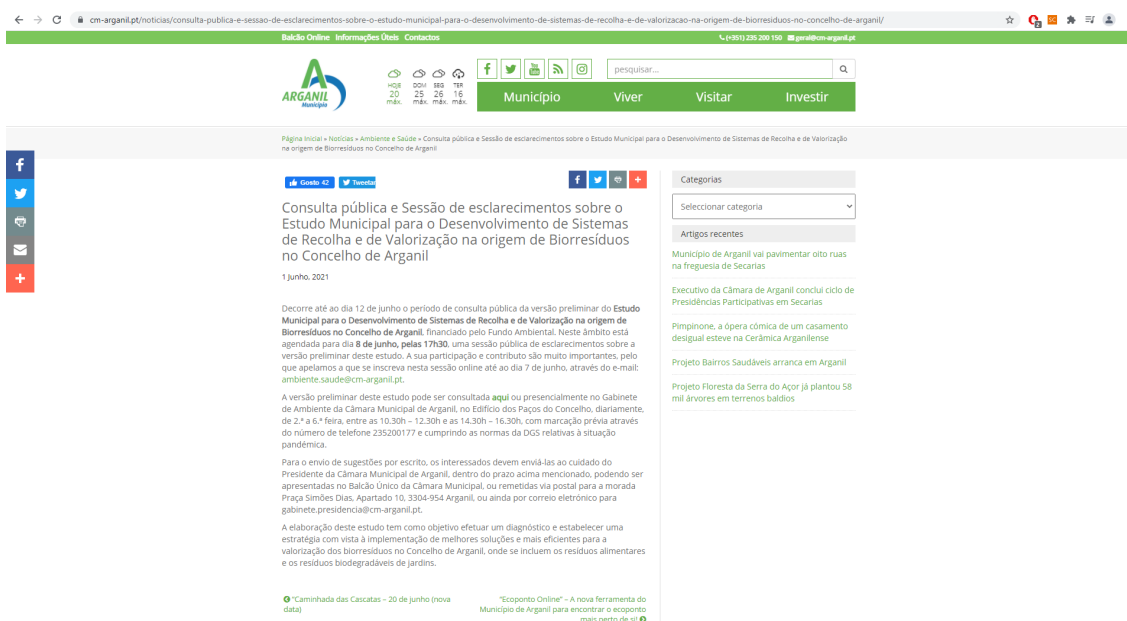 cm-arganil.pt/noticias/consulta-publica-e-sessao-de-esclarecimentos-sobre-o-estudo-municipal-para-o-desenvolvimento-de-sistemas-de-recolha-e-de-valorizacao-na-origem-de-biorresiduos-no-concelho-de-arganil/
Balcão Online Informações Úteis Contactos
(+351) 235 200 150 geral@cm-arganil.pt
ARGANIL
Município
HOJE DOM SEG TER
20 25 26 16
máx. máx. máx. máx.
pesquisar...
Município Viver Visitar Investir
Página Inicial » Notícias » Ambiente e Saúde » Consulta pública e Sessão de esclarecimentos sobre o Estudo Municipal para o Desenvolvimento de Sistemas de Recolha e de Valorização
na origem de Biorresíduos no Concelho de Arganil
Gosto 42 Tweetar
Consulta pública e Sessão de esclarecimentos sobre o
Estudo Municipal para o Desenvolvimento de Sistemas
de Recolha e de Valorização na origem de Biorresíduos
no Concelho de Arganil
1 Junho, 2021
Decorre até ao dia 12 de junho o período de consulta pública da versão preliminar do Estudo
Municipal para o Desenvolvimento de Sistemas de Recolha e de Valorização na origem de
Biorresíduos no Concelho de Arganil, financiado pelo Fundo Ambiental. Neste âmbito está
agendada para dia 8 de junho, pelas 17h30, uma sessão pública de esclarecimentos sobre a
versão preliminar deste estudo. A sua participação e contributo são muito importantes, pelo
que apelamos a que se inscreva nesta sessão online até ao dia 7 de junho, através do e-mail:
ambiente.saude@cm-arganil.pt.
A versão preliminar deste estudo pode ser consultada aqui ou presencialmente no Gabinete
de Ambiente da Câmara Municipal de Arganil, no Edifício dos Paços do Concelho, diariamente,
de 2.ª a 6.ª feira, entre as 10.30h – 12.30h e as 14.30h – 16.30h, com marcação prévia através
do número de telefone 235200177 e cumprindo as normas da DGS relativas à situação
pandémica.
Para o envio de sugestões por escrito, os interessados devem enviá-las ao cuidado do
Presidente da Câmara Municipal de Arganil, dentro do prazo acima mencionado, podendo ser
apresentadas no Balcão Único da Câmara Municipal, ou remetidas via postal para a morada
Praça Simões Dias, Apartado 10, 3304-954 Arganil, ou ainda por correio eletrónico para
gabinete.presidencia@cm-arganil.pt.
A elaboração deste estudo tem como objetivo efetuar um diagnóstico e estabelecer uma
estratégia com vista à implementação de melhores soluções e mais eficientes para a
valorização dos biorresíduos no Concelho de Arganil, onde se incluem os resíduos alimentares
e os resíduos biodegradáveis de jardins.
"Caminhada das Cascatas – 20 de junho (nova
data)
"Ecoponto Online" – A nova ferramenta do
Município de Arganil para encontrar o ecoponto
mais perto de si!
Categorias
Seleccionar categoria
Artigos recentes
Município de Arganil vai pavimentar oito ruas
na freguesia de Secarias
Executivo da Câmara de Arganil conclui ciclo de
Presidências Participativas em Secarias
Pimpinone, a ópera cómica de um casamento
desigual esteve na Cerâmica Arganilense
Projeto Bairros Saudáveis arranca em Arganil
Projeto Floresta da Serra do Açor já plantou 58
mil árvores em terrenos baldios